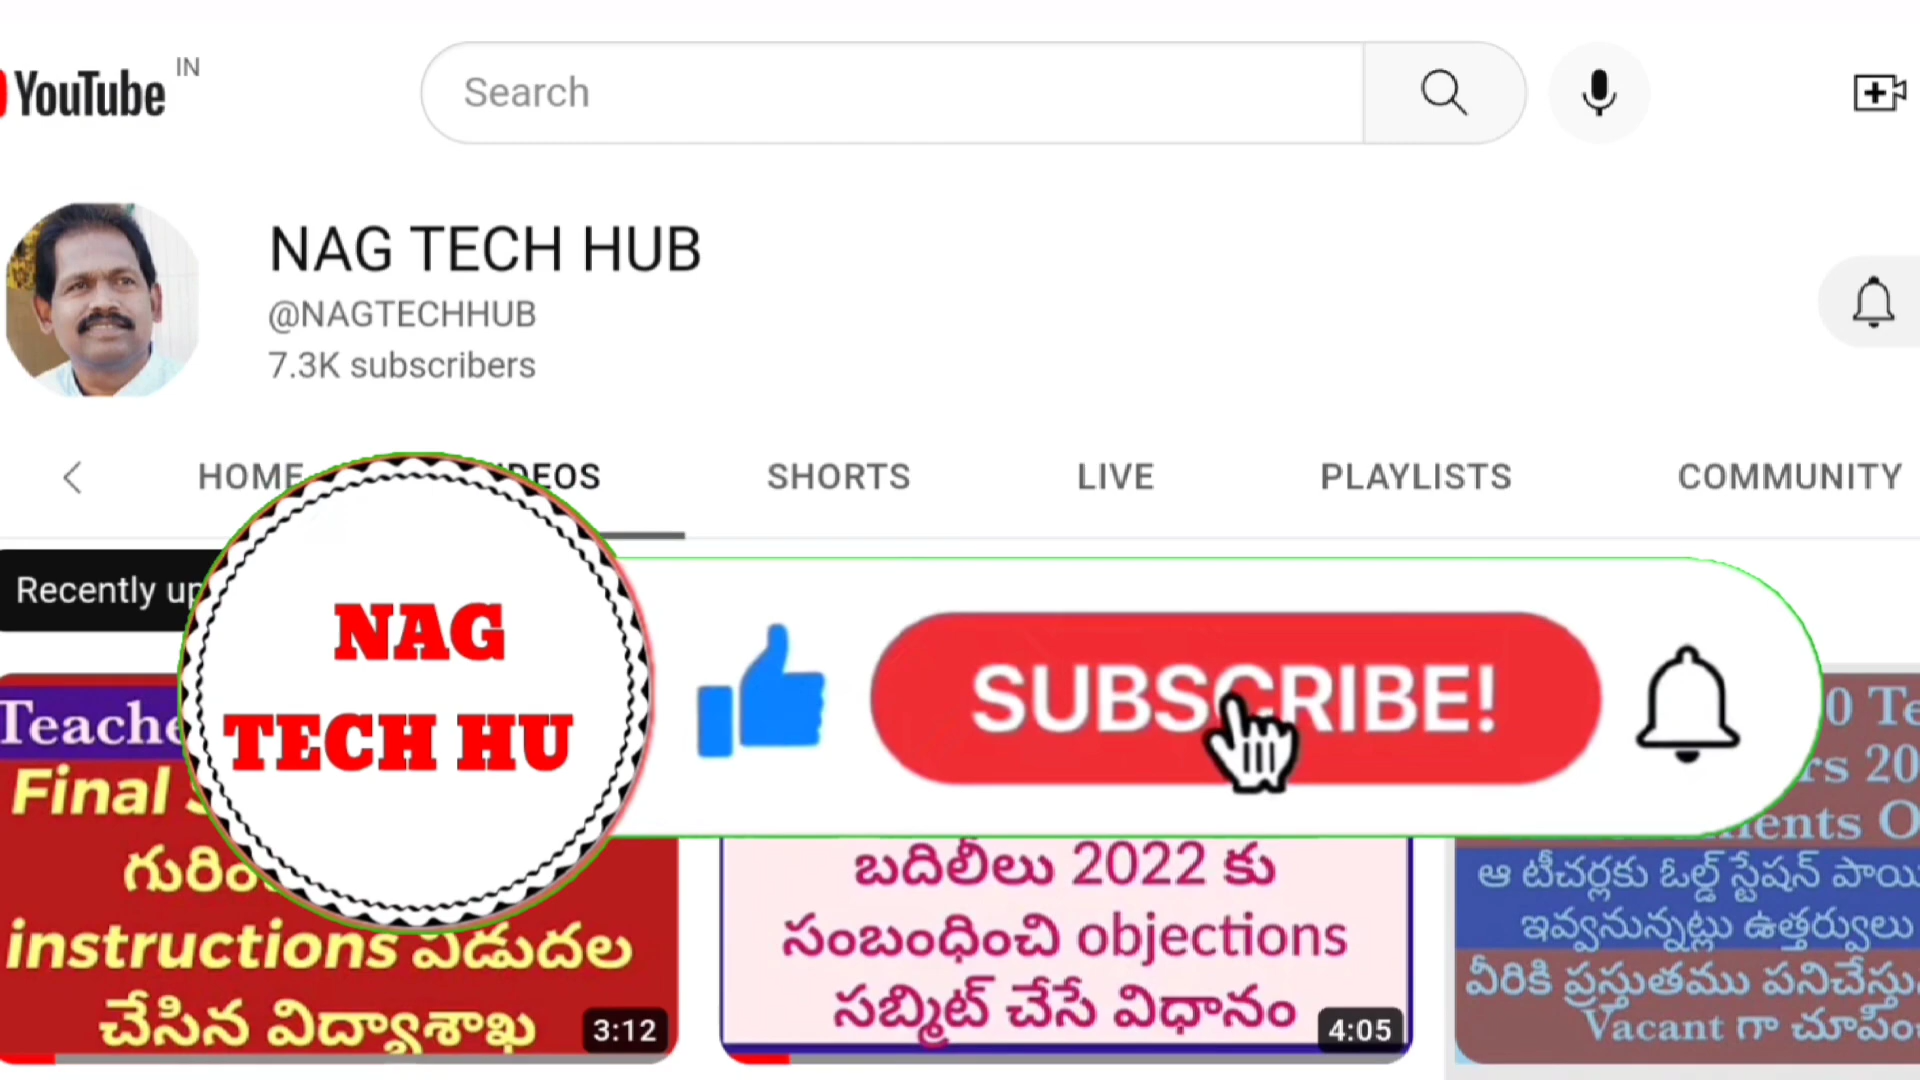 YouTube IN
Search
NAG TECH HUB
@NAGTECHHUB
7.3K subscribers
HOME
SHORTS
LIVE
PLAYLISTS
COMMUNITY
Recently
NAG
TECH HU
SUBSCRIBE!
Final
instructions విడుదల
చేసిన విద్యాశాఖ
3:12
బదిలీలు 2022 కు
సంబంధించి objections
సబ్మిట్ చేసే విధానం
4:05
ఆ టీచర్లకు ఓల్డ్ స్టేషన్
ఇవ్వనున్నట్లు ఉత్తర్వులు
వీరికి ప్రస్తుతము
Vacant గా